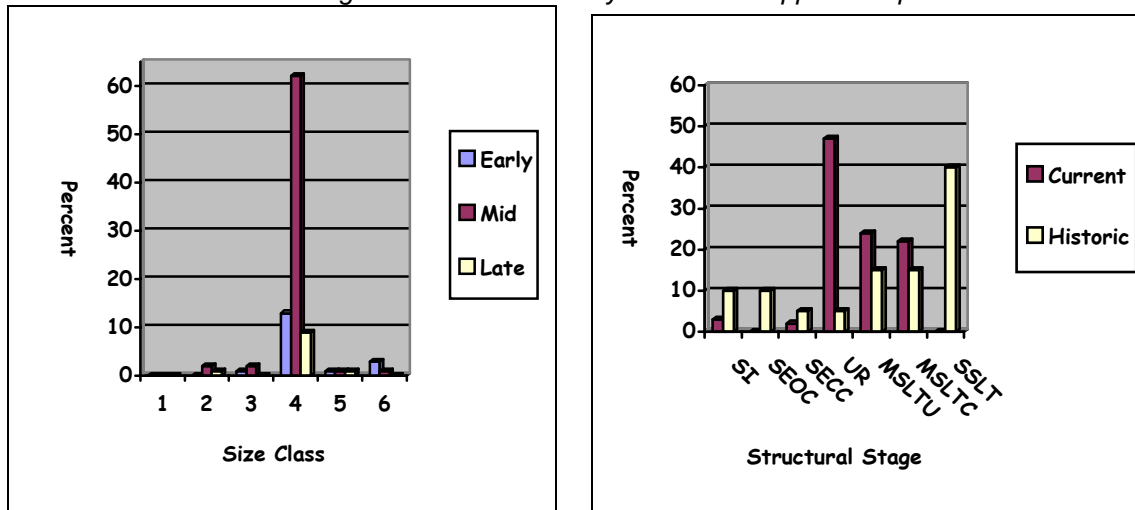 60
50
40
30
20
10
0
Percent
1 2 3 4 5 6
Size Class
Early
Mid
Late
60
50
40
30
20
10
0
Percent
SI SEOC SECC UR MSLTU MSLTC SSLT
Structural Stage
Current
Historic